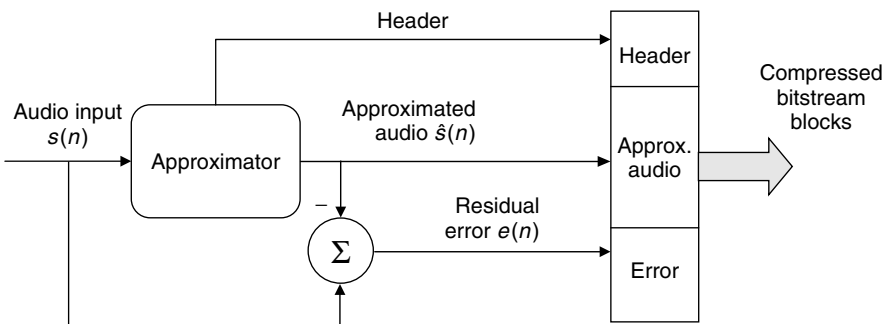 Header
Audio input
s(n)
Approximator
Approximated
audio ŝ(n)
–
Σ
Residual
error e(n)
Header
Approx.
audio
Error
Compressed
bitstream
blocks